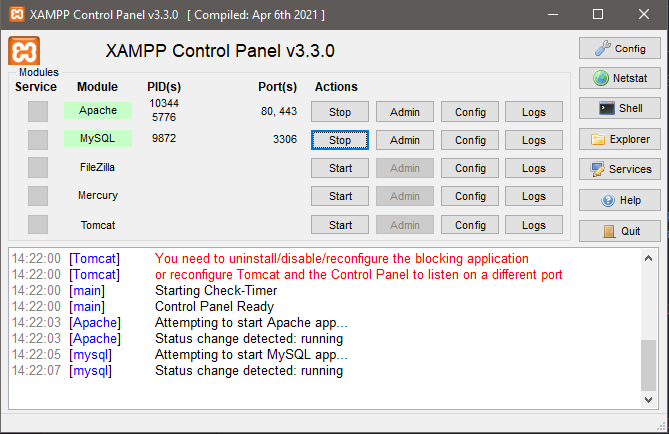 XAMPP Control Panel v3.3.0 [ Compiled: Apr 6th 2021 ]
XAMPP Control Panel v3.3.0
Config
Modules
Service Module PID(s) Port(s) Actions
Netstat
Apache 10344 5776 80, 443 Stop Admin Config Logs
Shell
MySQL 9872 3306 Stop Admin Config Logs
Explorer
FileZilla Start Admin Config Logs
Services
Mercury Start Admin Config Logs
Help
Tomcat Start Admin Config Logs
Quit
14:22:00 [Tomcat] You need to uninstall/disable/reconfigure the blocking application
14:22:00 [Tomcat] or reconfigure Tomcat and the Control Panel to listen on a different port
14:22:00 [main] Starting Check-Timer
14:22:00 [main] Control Panel Ready
14:22:03 [Apache] Attempting to start Apache app...
14:22:03 [Apache] Status change detected: running
14:22:05 [mysql] Attempting to start MySQL app...
14:22:07 [mysql] Status change detected: running